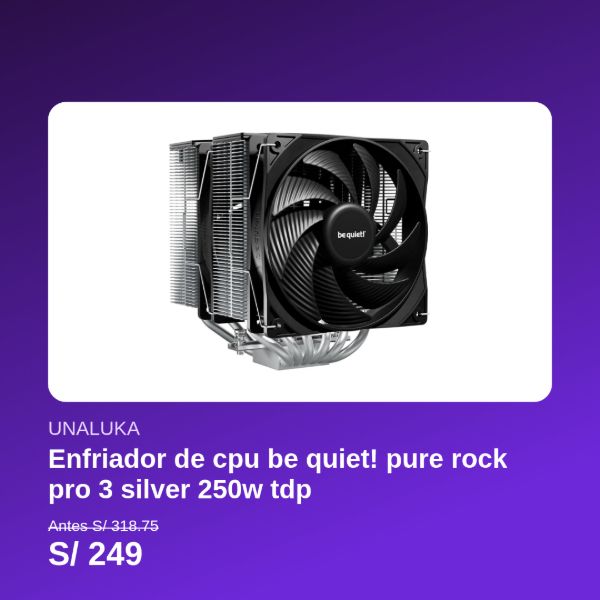 be quiet!
UNALUKA
Enfriador de cpu be quiet! pure rock
pro 3 silver 250w tdp
Antes S/ 318.75
S/ 249